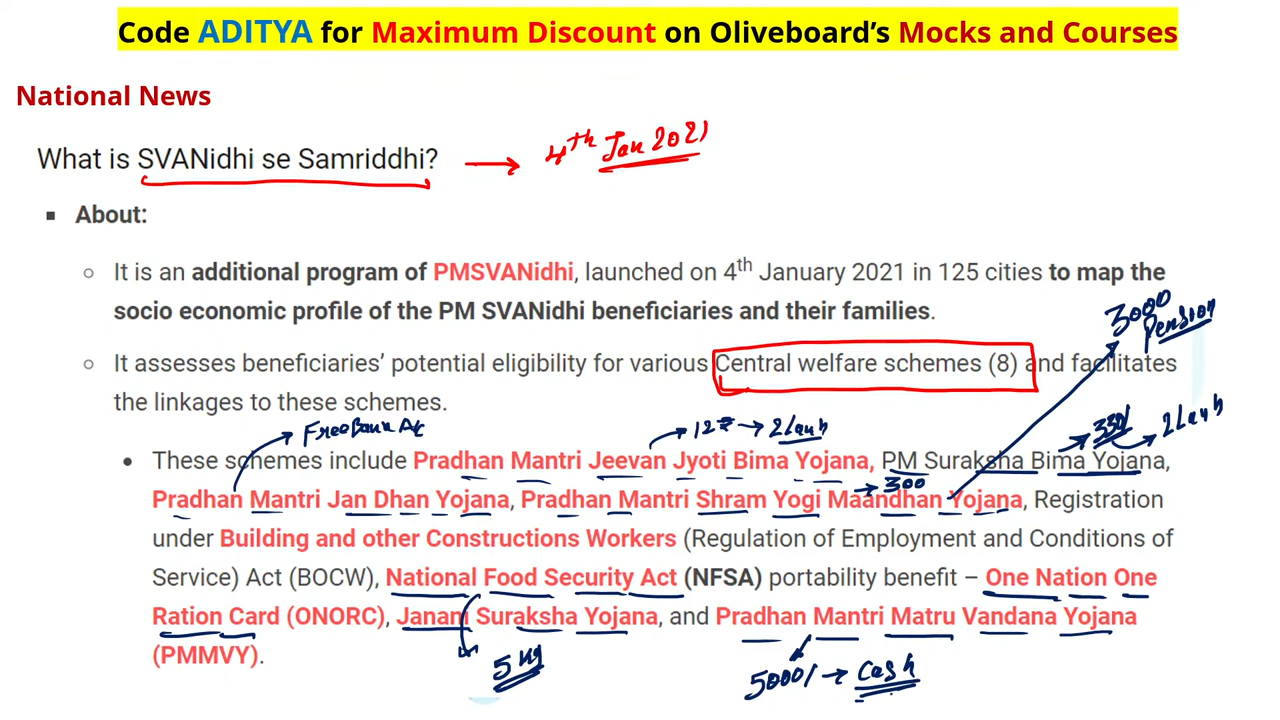 Code ADITYA for Maximum Discount on Oliveboard’s Mocks and Courses
National News
What is SVANidhi se Samriddhi? → 4th Jan 2021
▪ About:
○ It is an additional program of PMSVANidhi, launched on 4th January 2021 in 125 cities to map the
socio economic profile of the PM SVANidhi beneficiaries and their families.
3000
Pension
○ It assesses beneficiaries’ potential eligibility for various Central welfare schemes (8) and facilitates
the linkages to these schemes.
→ Free Bank A/c
→ 12₹ → 2 Lakh
→ 2 Lakh
• These schemes include Pradhan Mantri Jeevan Jyoti Bima Yojana, PM Suraksha Bima Yojana,
→ 300
Pradhan Mantri Jan Dhan Yojana, Pradhan Mantri Shram Yogi Maandhan Yojana, Registration
under Building and other Constructions Workers (Regulation of Employment and Conditions of
Service) Act (BOCW), National Food Security Act (NFSA) portability benefit – One Nation One
Ration Card (ONORC), Janani Suraksha Yojana, and Pradhan Mantri Matru Vandana Yojana
(PMMVY).
5 kg
5000/ → Cash